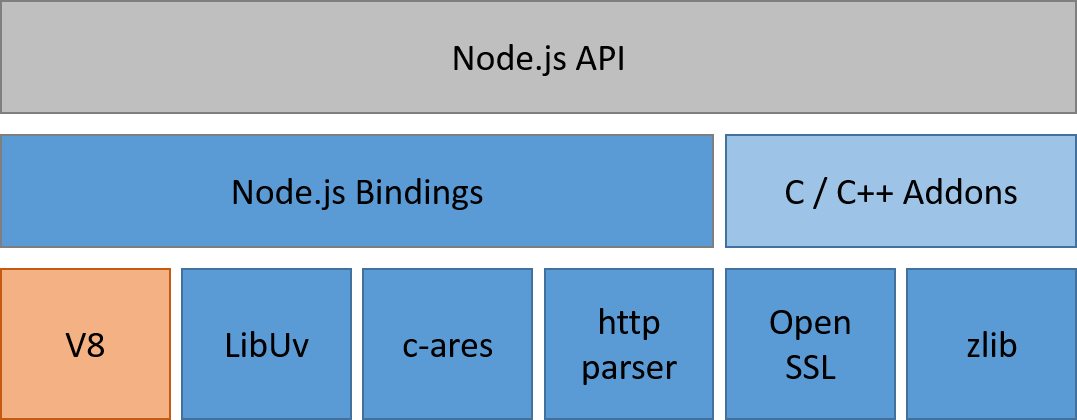 Node.js API
Node.js Bindings
C / C++ Addons
V8
LibUv
c-ares
http
parser
Open
SSL
zlib